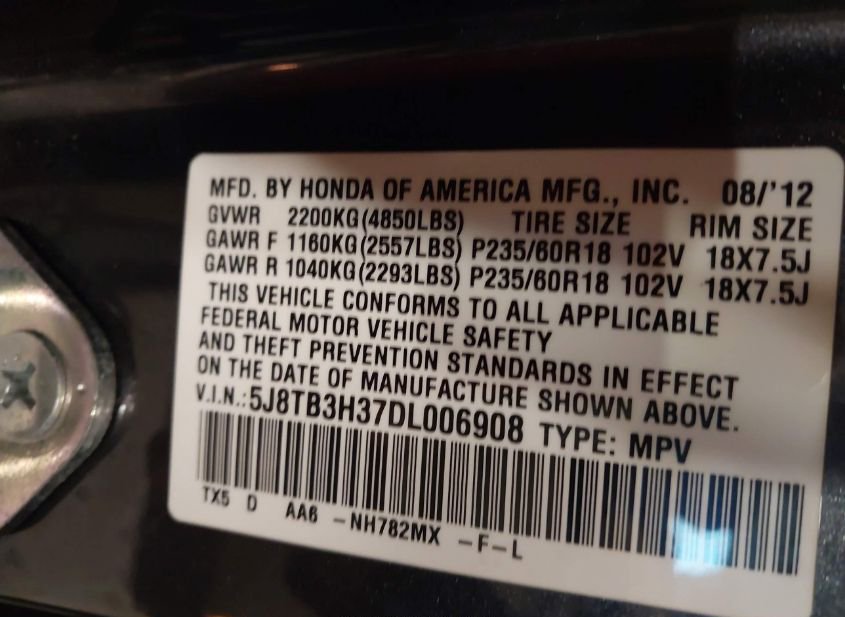 MFD. BY HONDA OF AMERICA MFG., INC. 08/'12
GVWR 2200KG(4850LBS) TIRE SIZE RIM SIZE
GAWR F 1160KG(2557LBS) P235/60R18 102V 18X7.5J
GAWR R 1040KG(2293LBS) P235/60R18 102V 18X7.5J
THIS VEHICLE CONFORMS TO ALL APPLICABLE
FEDERAL MOTOR VEHICLE SAFETY
AND THEFT PREVENTION STANDARDS IN EFFECT
ON THE DATE OF MANUFACTURE SHOWN ABOVE.
V.I.N.:5J8TB3H37DL006908 TYPE: MPV
TX5 D AA6 -NH782MX -F-L